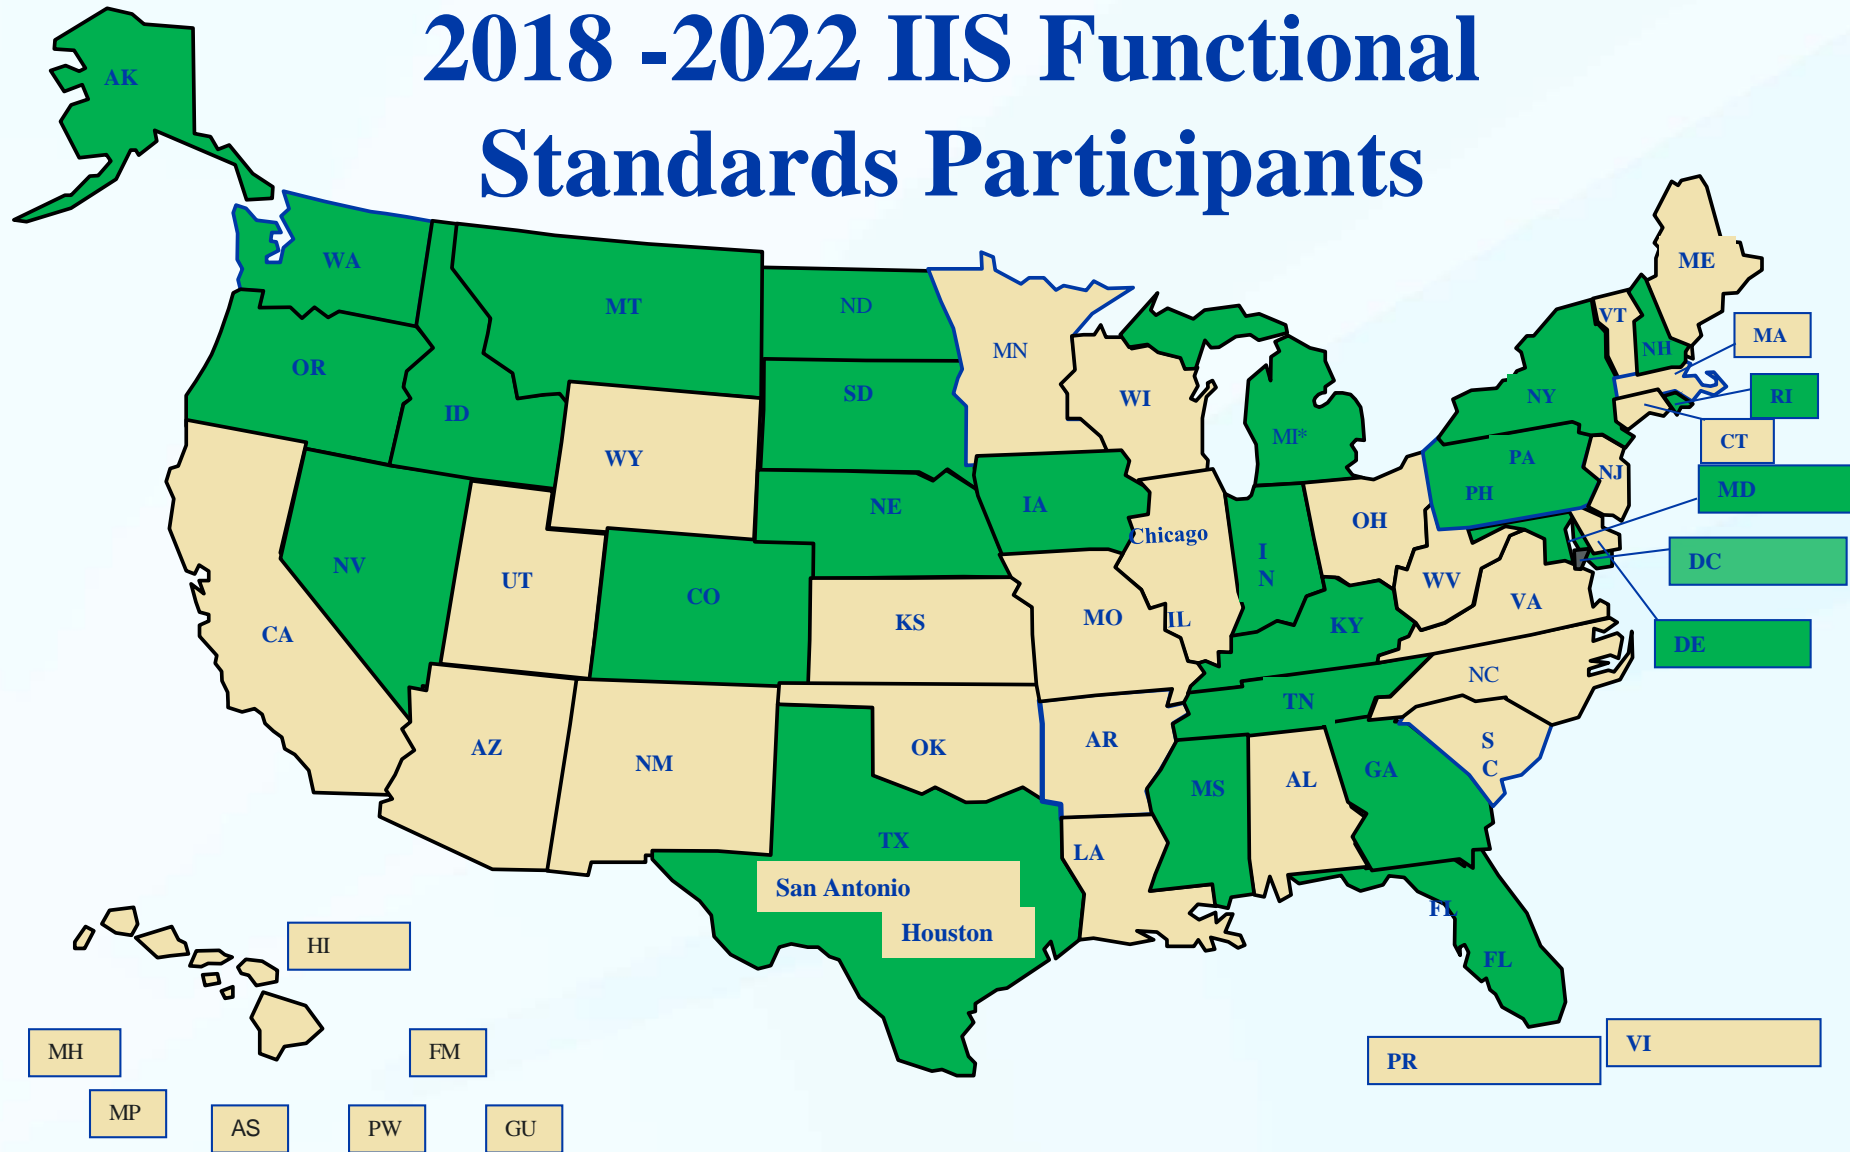 2018 -2022 IIS Functional
Standards Participants
AK
WA
MT
ND
MN
ME
VT
MA
OR
ID
SD
WI
MI*
NY
NH
RI
CT
WY
NE
IA
PA
NJ
PH
MD
NV
UT
CO
Chicago
I
N
OH
DC
WV
VA
CA
KS
MO
IL
KY
DE
NC
TN
AZ
NM
OK
AR
MS
AL
GA
S
C
TX
LA
San Antonio
Houston
FL
FL
HI
MH
FM
PR
VI
MP
AS
PW
GU